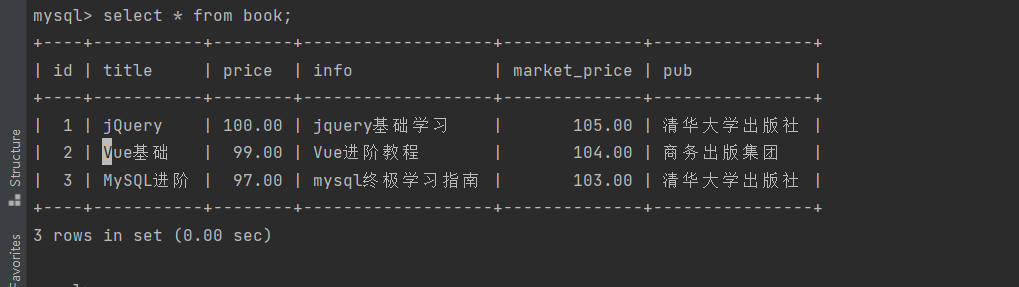 mysql> select * from book;
+----+-----------+--------+--------------------+--------------+----------------+
| id | title     | price  | info               | market_price | pub            |
+----+-----------+--------+--------------------+--------------+----------------+
|  1 | jQuery    | 100.00 | jquery基础学习     |       105.00 | 清华大学出版社 |
|  2 | Vue基础   |  99.00 | Vue进阶教程        |       104.00 | 商务出版集团   |
|  3 | MySQL进阶 |  97.00 | mysql终极学习指南  |       103.00 | 清华大学出版社 |
+----+-----------+--------+--------------------+--------------+----------------+
3 rows in set (0.00 sec)
Structure
Favorites